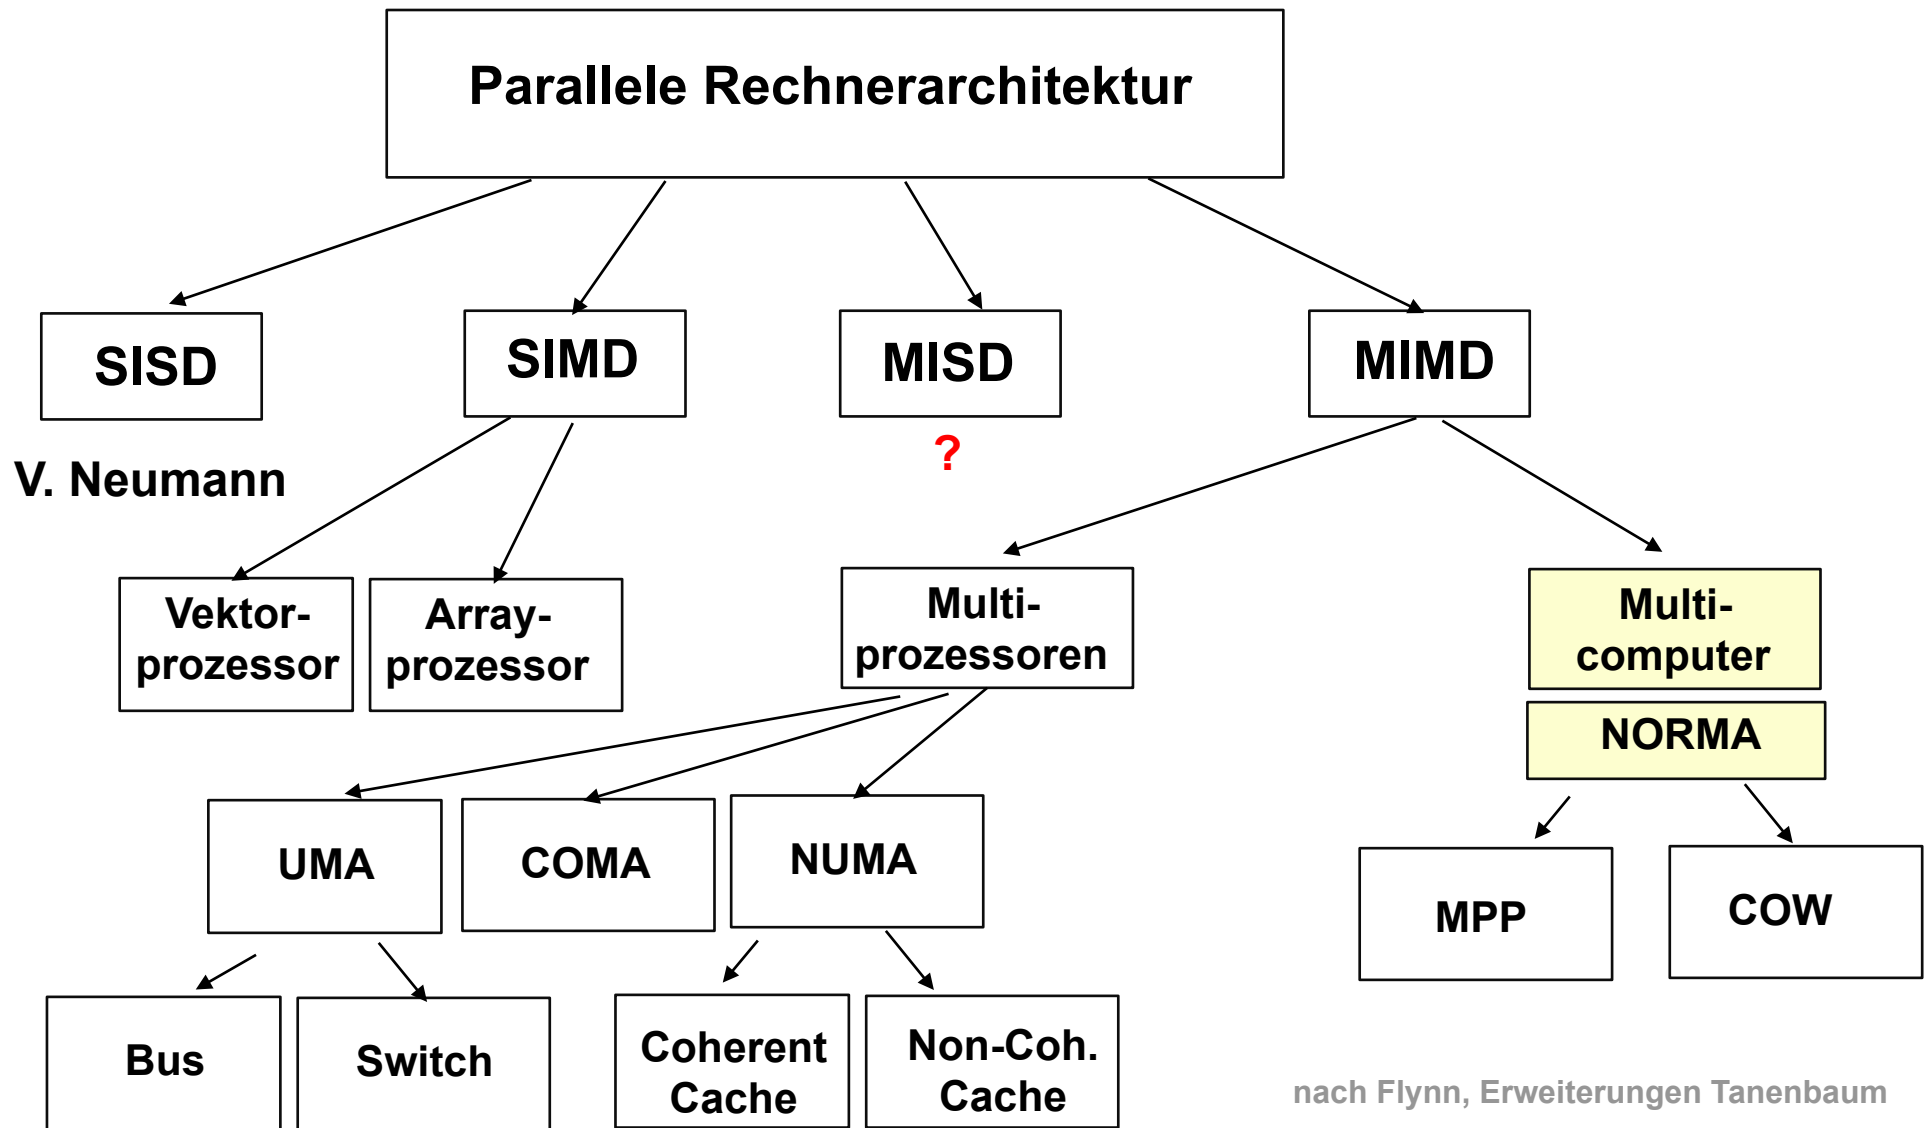 Parallele Rechnerarchitektur
SISD
SIMD
MISD
MIMD
V. Neumann
?
Vektor-
prozessor
Array-
prozessor
Multi-
prozessoren
Multi-
computer
NORMA
UMA
COMA
NUMA
MPP
COW
Bus
Switch
Coherent
Cache
Non-Coh.
Cache
nach Flynn, Erweiterungen Tanenbaum